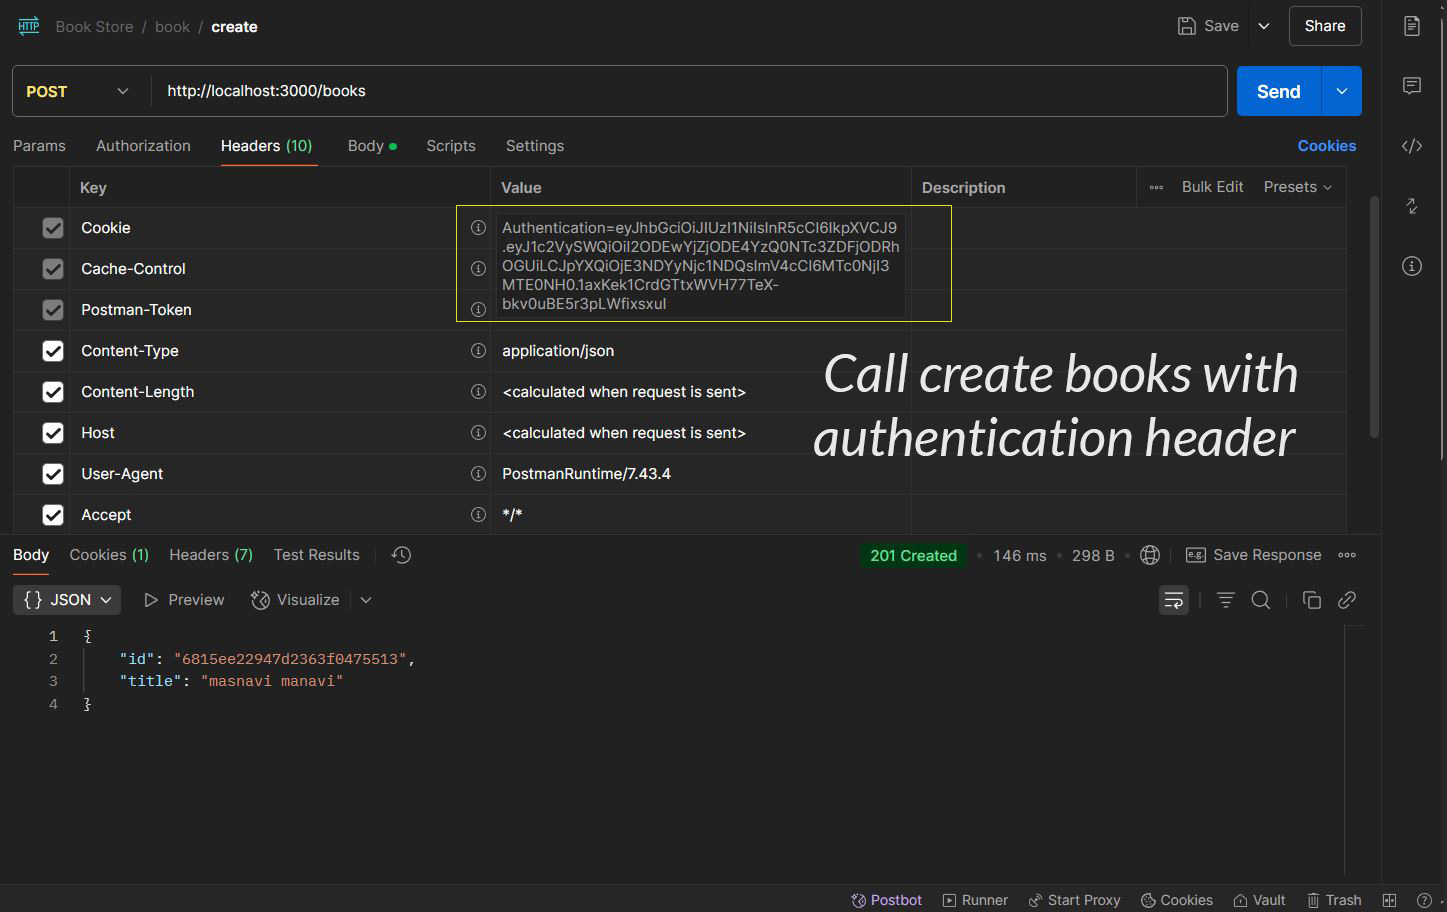 HTTP Book Store / book / create
Save Share
POST http://localhost:3000/books Send
Params Authorization Headers (10) Body Scripts Settings Cookies
Key Value Description Bulk Edit Presets
Cookie
Authentication=eyJhbGciOiJIUzI1NiIsInR5cCI6IkpXVCJ9
.eyJ1c2VySWQiOiI2ODEwYjZjODE4YzQ0NTc3ZDFjODRh
OGUiLCJpYXQiOjE3NDYyNjc1NDQsImV4cCI6MTc0NjI3
MTE0NH0.1axKek1CrdGTtxWVH77TeX-
bkv0uBE5r3pLWfixsxuI
Cache-Control
Postman-Token
Content-Type application/json
Content-Length <calculated when request is sent>
Host <calculated when request is sent>
User-Agent PostmanRuntime/7.43.4
Accept */*
Call create books with
authentication header
Body Cookies (1) Headers (7) Test Results 201 Created 146 ms 298 B e.g. Save Response
{} JSON Preview Visualize
1 {
2 "id": "6815ee22947d2363f0475513",
3 "title": "masnavi manavi"
4 }
Postbot Runner Start Proxy Cookies Vault Trash